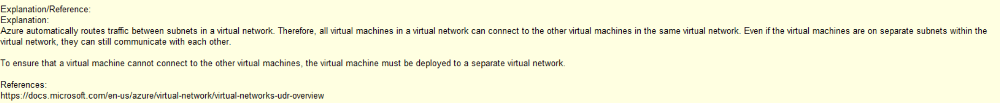 Explanation/Reference:
Explanation:
Azure automatically routes traffic between subnets in a virtual network. Therefore, all virtual machines in a virtual network can connect to the other virtual machines in the same virtual network. Even if the virtual machines are on separate subnets within the
virtual network, they can still communicate with each other.
To ensure that a virtual machine cannot connect to the other virtual machines, the virtual machine must be deployed to a separate virtual network.
References:
https://docs.microsoft.com/en-us/azure/virtual-network/virtual-networks-udr-overview